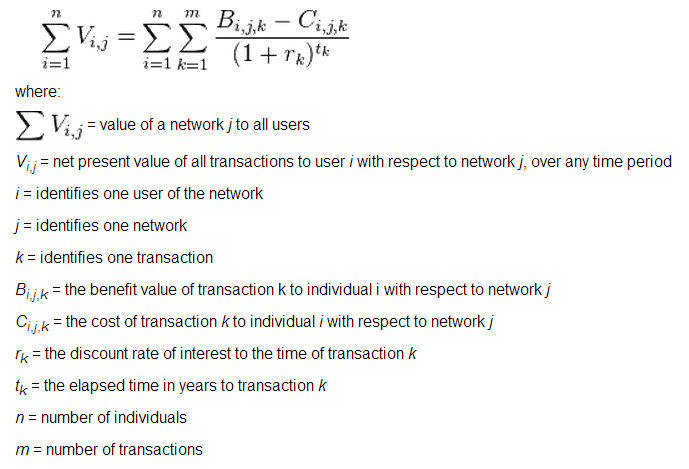 \sum_{i=1}^{n} V_{i,j} = \sum_{i=1}^{n} \sum_{k=1}^{m} \frac{B_{i,j,k} - C_{i,j,k}}{(1 + r_k)^{t_k}}
where:
\sum V_{i,j} = value of a network j to all users
V_{i,j} = net present value of all transactions to user i with respect to network j, over any time period
i = identifies one user of the network
j = identifies one network
k = identifies one transaction
B_{i,j,k} = the benefit value of transaction k to individual i with respect to network j
C_{i,j,k} = the cost of transaction k to individual i with respect to network j
r_k = the discount rate of interest to the time of transaction k
t_k = the elapsed time in years to transaction k
n = number of individuals
m = number of transactions